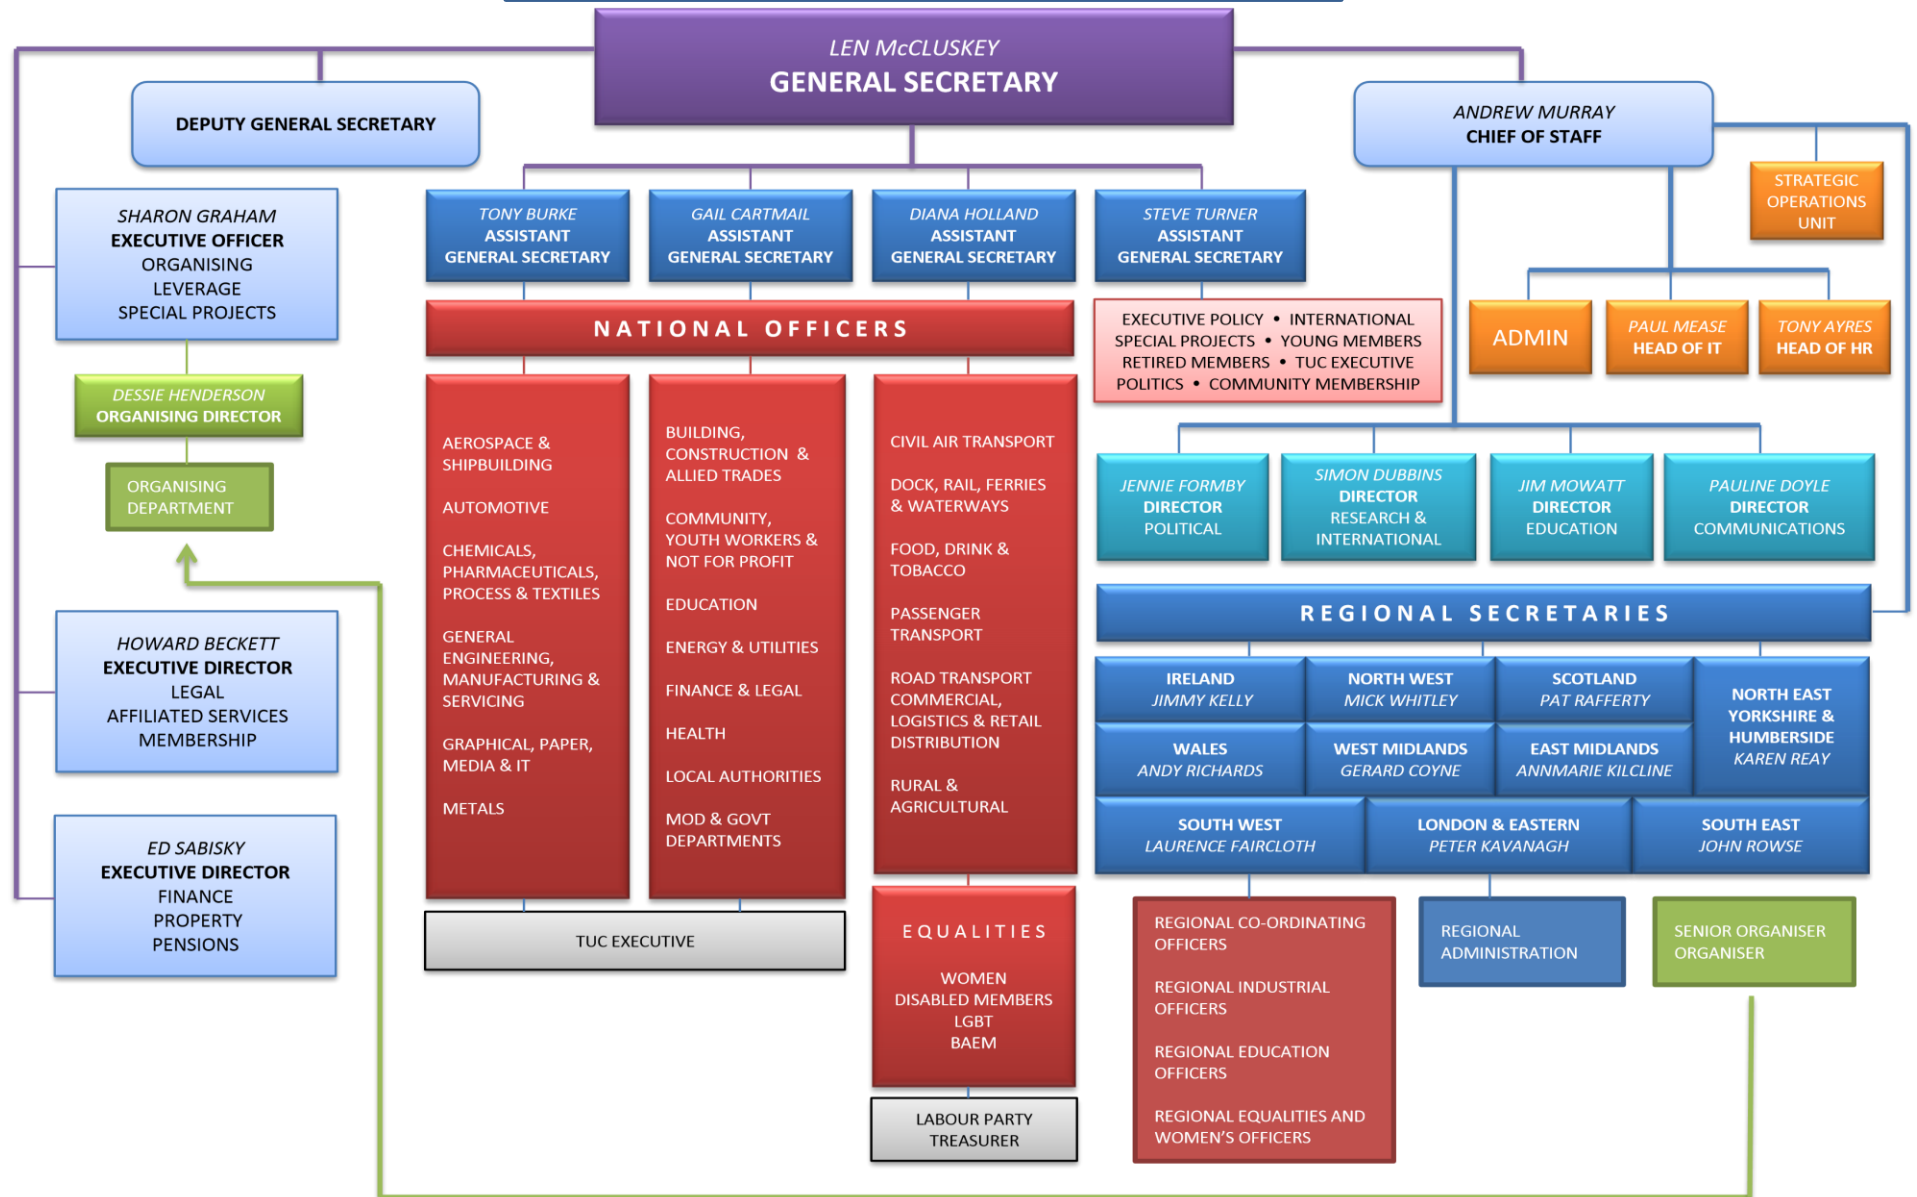 LEN McCLUSKEY
GENERAL SECRETARY
DEPUTY GENERAL SECRETARY
ANDREW MURRAY
CHIEF OF STAFF
STRATEGIC
OPERATIONS
UNIT
SHARON GRAHAM
EXECUTIVE OFFICER
ORGANISING
LEVERAGE
SPECIAL PROJECTS
TONY BURKE
ASSISTANT
GENERAL SECRETARY
GAIL CARTMAIL
ASSISTANT
GENERAL SECRETARY
DIANA HOLLAND
ASSISTANT
GENERAL SECRETARY
STEVE TURNER
ASSISTANT
GENERAL SECRETARY
NATIONAL OFFICERS
EXECUTIVE POLICY • INTERNATIONAL
SPECIAL PROJECTS • YOUNG MEMBERS
RETIRED MEMBERS • TUC EXECUTIVE
POLITICS • COMMUNITY MEMBERSHIP
ADMIN
PAUL MEASE
HEAD OF IT
TONY AYRES
HEAD OF HR
DESSIE HENDERSON
ORGANISING DIRECTOR
ORGANISING
DEPARTMENT
HOWARD BECKETT
EXECUTIVE DIRECTOR
LEGAL
AFFILIATED SERVICES
MEMBERSHIP
ED SABISKY
EXECUTIVE DIRECTOR
FINANCE
PROPERTY
PENSIONS
AEROSPACE &
SHIPBUILDING
AUTOMOTIVE
CHEMICALS,
PHARMACEUTICALS,
PROCESS & TEXTILES
GENERAL
ENGINEERING,
MANUFACTURING &
SERVICING
GRAPHICAL, PAPER,
MEDIA & IT
METALS
BUILDING,
CONSTRUCTION &
ALLIED TRADES
COMMUNITY,
YOUTH WORKERS &
NOT FOR PROFIT
EDUCATION
ENERGY & UTILITIES
FINANCE & LEGAL
HEALTH
LOCAL AUTHORITIES
MOD & GOVT
DEPARTMENTS
CIVIL AIR TRANSPORT
DOCK, RAIL, FERRIES
& WATERWAYS
FOOD, DRINK &
TOBACCO
PASSENGER
TRANSPORT
ROAD TRANSPORT
COMMERCIAL,
LOGISTICS & RETAIL
DISTRIBUTION
RURAL &
AGRICULTURAL
TUC EXECUTIVE
EQUALITIES
WOMEN
DISABLED MEMBERS
LGBT
BAEM
LABOUR PARTY
TREASURER
JENNIE FORMBY
DIRECTOR
POLITICAL
SIMON DUBBINS
DIRECTOR
RESEARCH &
INTERNATIONAL
JIM MOWATT
DIRECTOR
EDUCATION
PAULINE DOYLE
DIRECTOR
COMMUNICATIONS
REGIONAL SECRETARIES
IRELAND
JIMMY KELLY
NORTH WEST
MICK WHITLEY
SCOTLAND
PAT RAFFERTY
NORTH EAST
YORKSHIRE &
HUMBERSIDE
KAREN REAY
WALES
ANDY RICHARDS
WEST MIDLANDS
GERARD COYNE
EAST MIDLANDS
ANNMARIE KILCLINE
SOUTH WEST
LAURENCE FAIRCLOTH
LONDON & EASTERN
PETER KAVANAGH
SOUTH EAST
JOHN ROWSE
REGIONAL CO-ORDINATING
OFFICERS
REGIONAL INDUSTRIAL
OFFICERS
REGIONAL EDUCATION
OFFICERS
REGIONAL EQUALITIES AND
WOMEN'S OFFICERS
REGIONAL
ADMINISTRATION
SENIOR ORGANISER
ORGANISER